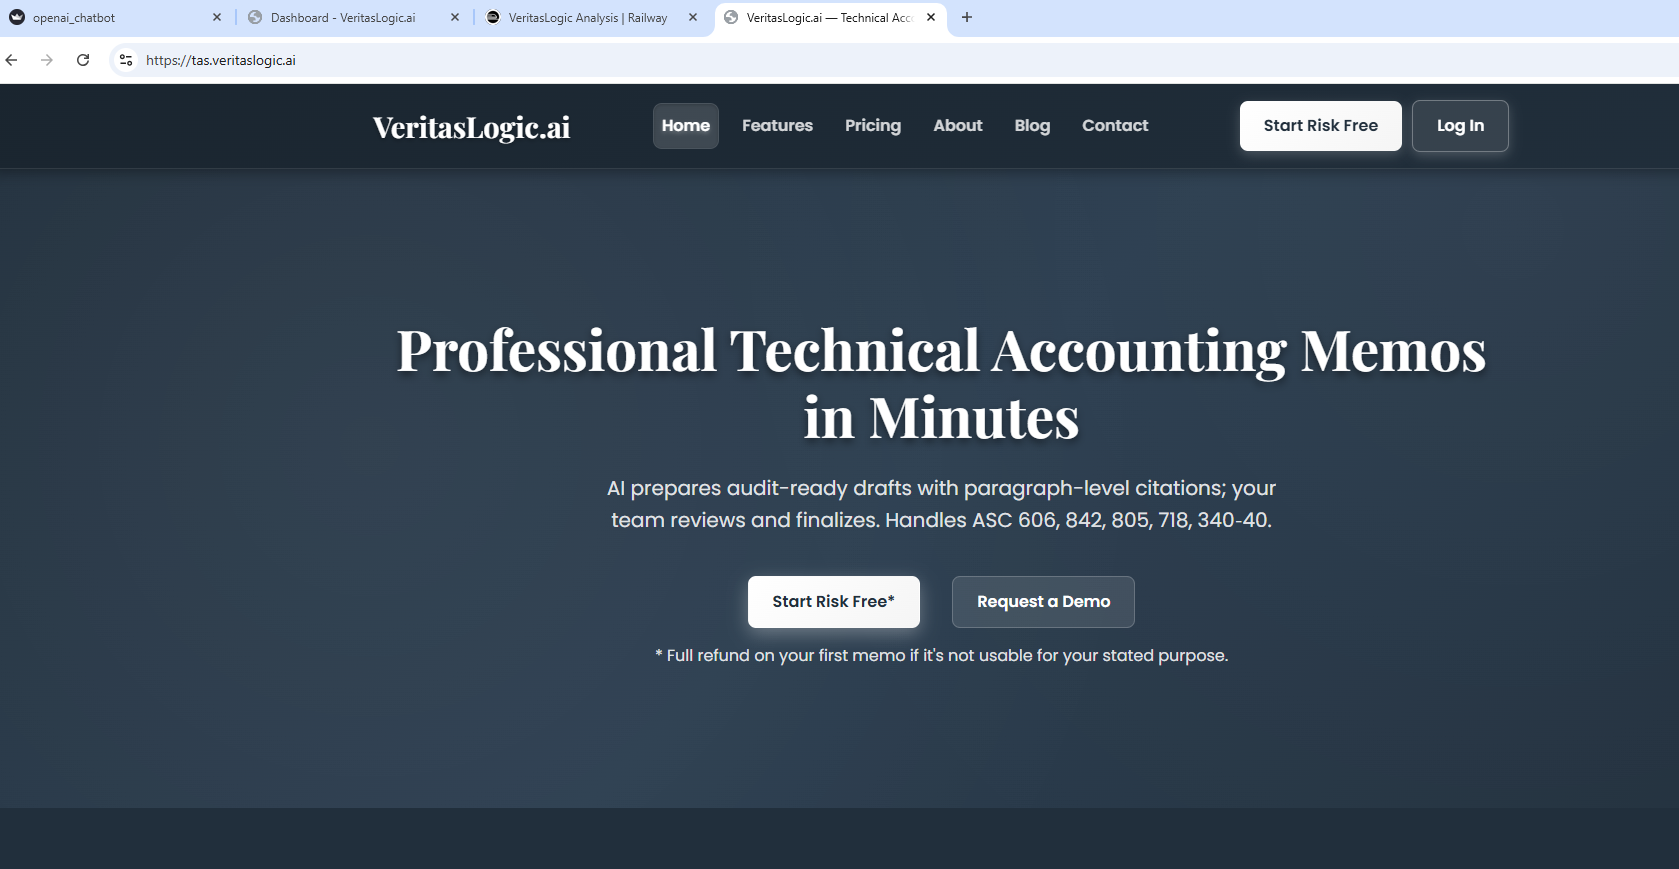 openai_chatbot
Dashboard - VeritasLogic.ai
VeritasLogic Analysis | Railway
VeritasLogic.ai — Technical Acc
https://tas.veritaslogic.ai
VeritasLogic.ai
Home
Features
Pricing
About
Blog
Contact
Start Risk Free
Log In
Professional Technical Accounting Memos
in Minutes
AI prepares audit-ready drafts with paragraph-level citations; your
team reviews and finalizes. Handles ASC 606, 842, 805, 718, 340-40.
Start Risk Free*
Request a Demo
* Full refund on your first memo if it's not usable for your stated purpose.